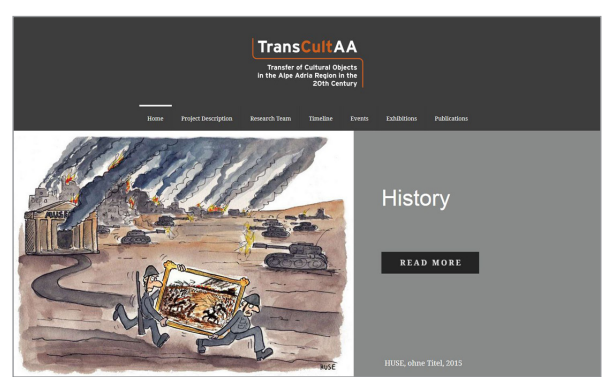 TransCultAA
Transfer of Cultural Objects
in the Alpe Adria Region in the
20th Century
Home Project Description Research Team Timeline Events Exhibitions Publications
MUSEE
History
READ MORE
HUSE
HUSE, ohne Titel, 2015